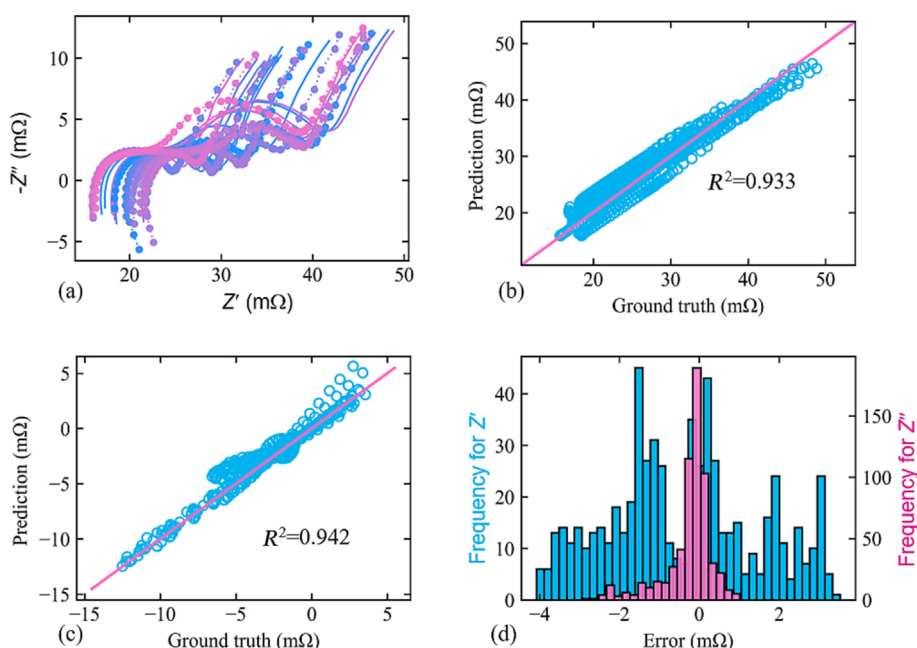 10
5
0
−5
-Z″ (mΩ)
20
30
40
50
(a)
Z′ (mΩ)
50
40
30
20
Prediction (mΩ)
R²=0.933
20
30
40
50
(b)
Ground truth (mΩ)
5
0
−5
−10
−15
Prediction (mΩ)
R²=0.942
−15
−10
−5
0
5
(c)
Ground truth (mΩ)
40
30
20
10
0
Frequency for Z′
150
100
50
0
Frequency for Z″
−4
−2
0
2
(d)
Error (mΩ)